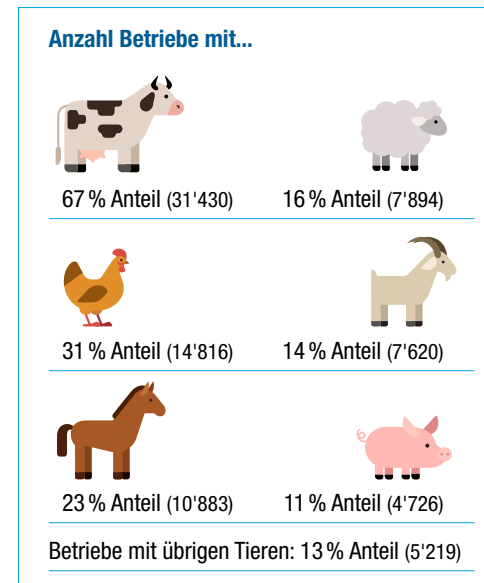 Anzahl Betriebe mit...
67 % Anteil (31'430)
16 % Anteil (7'894)
31 % Anteil (14'816)
14 % Anteil (7'620)
23 % Anteil (10'883)
11 % Anteil (4'726)
Betriebe mit übrigen Tieren: 13 % Anteil (5'219)